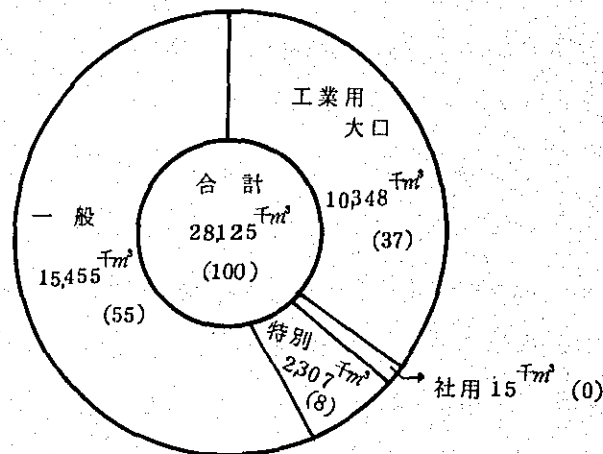 工業用
大口
10,348千m³
(37)
合計
28,125千m³
(100)
一般
15,455千m³
(55)
特別
2,307千m³
(8)
社用 15千m³ (0)